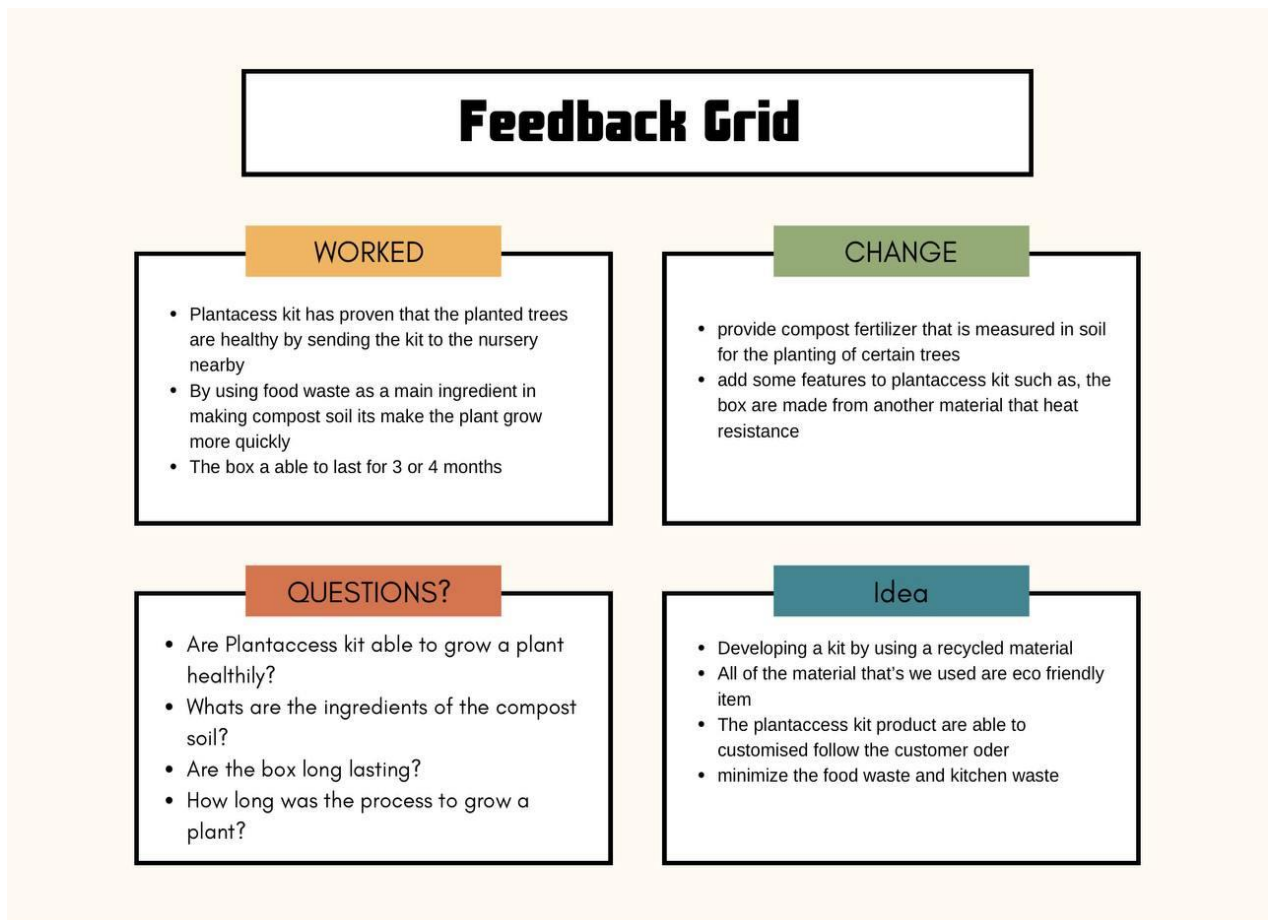 Feedback Grid
WORKED
• Plantacess kit has proven that the planted trees
are healthy by sending the kit to the nursery
nearby
• By using food waste as a main ingredient in
making compost soil its make the plant grow
more quickly
• The box a able to last for 3 or 4 months
CHANGE
• provide compost fertilizer that is measured in soil
for the planting of certain trees
• add some features to plantaccess kit such as, the
box are made from another material that heat
resistance
QUESTIONS?
• Are Plantaccess kit able to grow a plant
healthily?
• Whats are the ingredients of the compost
soil?
• Are the box long lasting?
• How long was the process to grow a
plant?
Idea
• Developing a kit by using a recycled material
• All of the material that’s we used are eco friendly
item
• The plantaccess kit product are able to
customised follow the customer oder
• minimize the food waste and kitchen waste